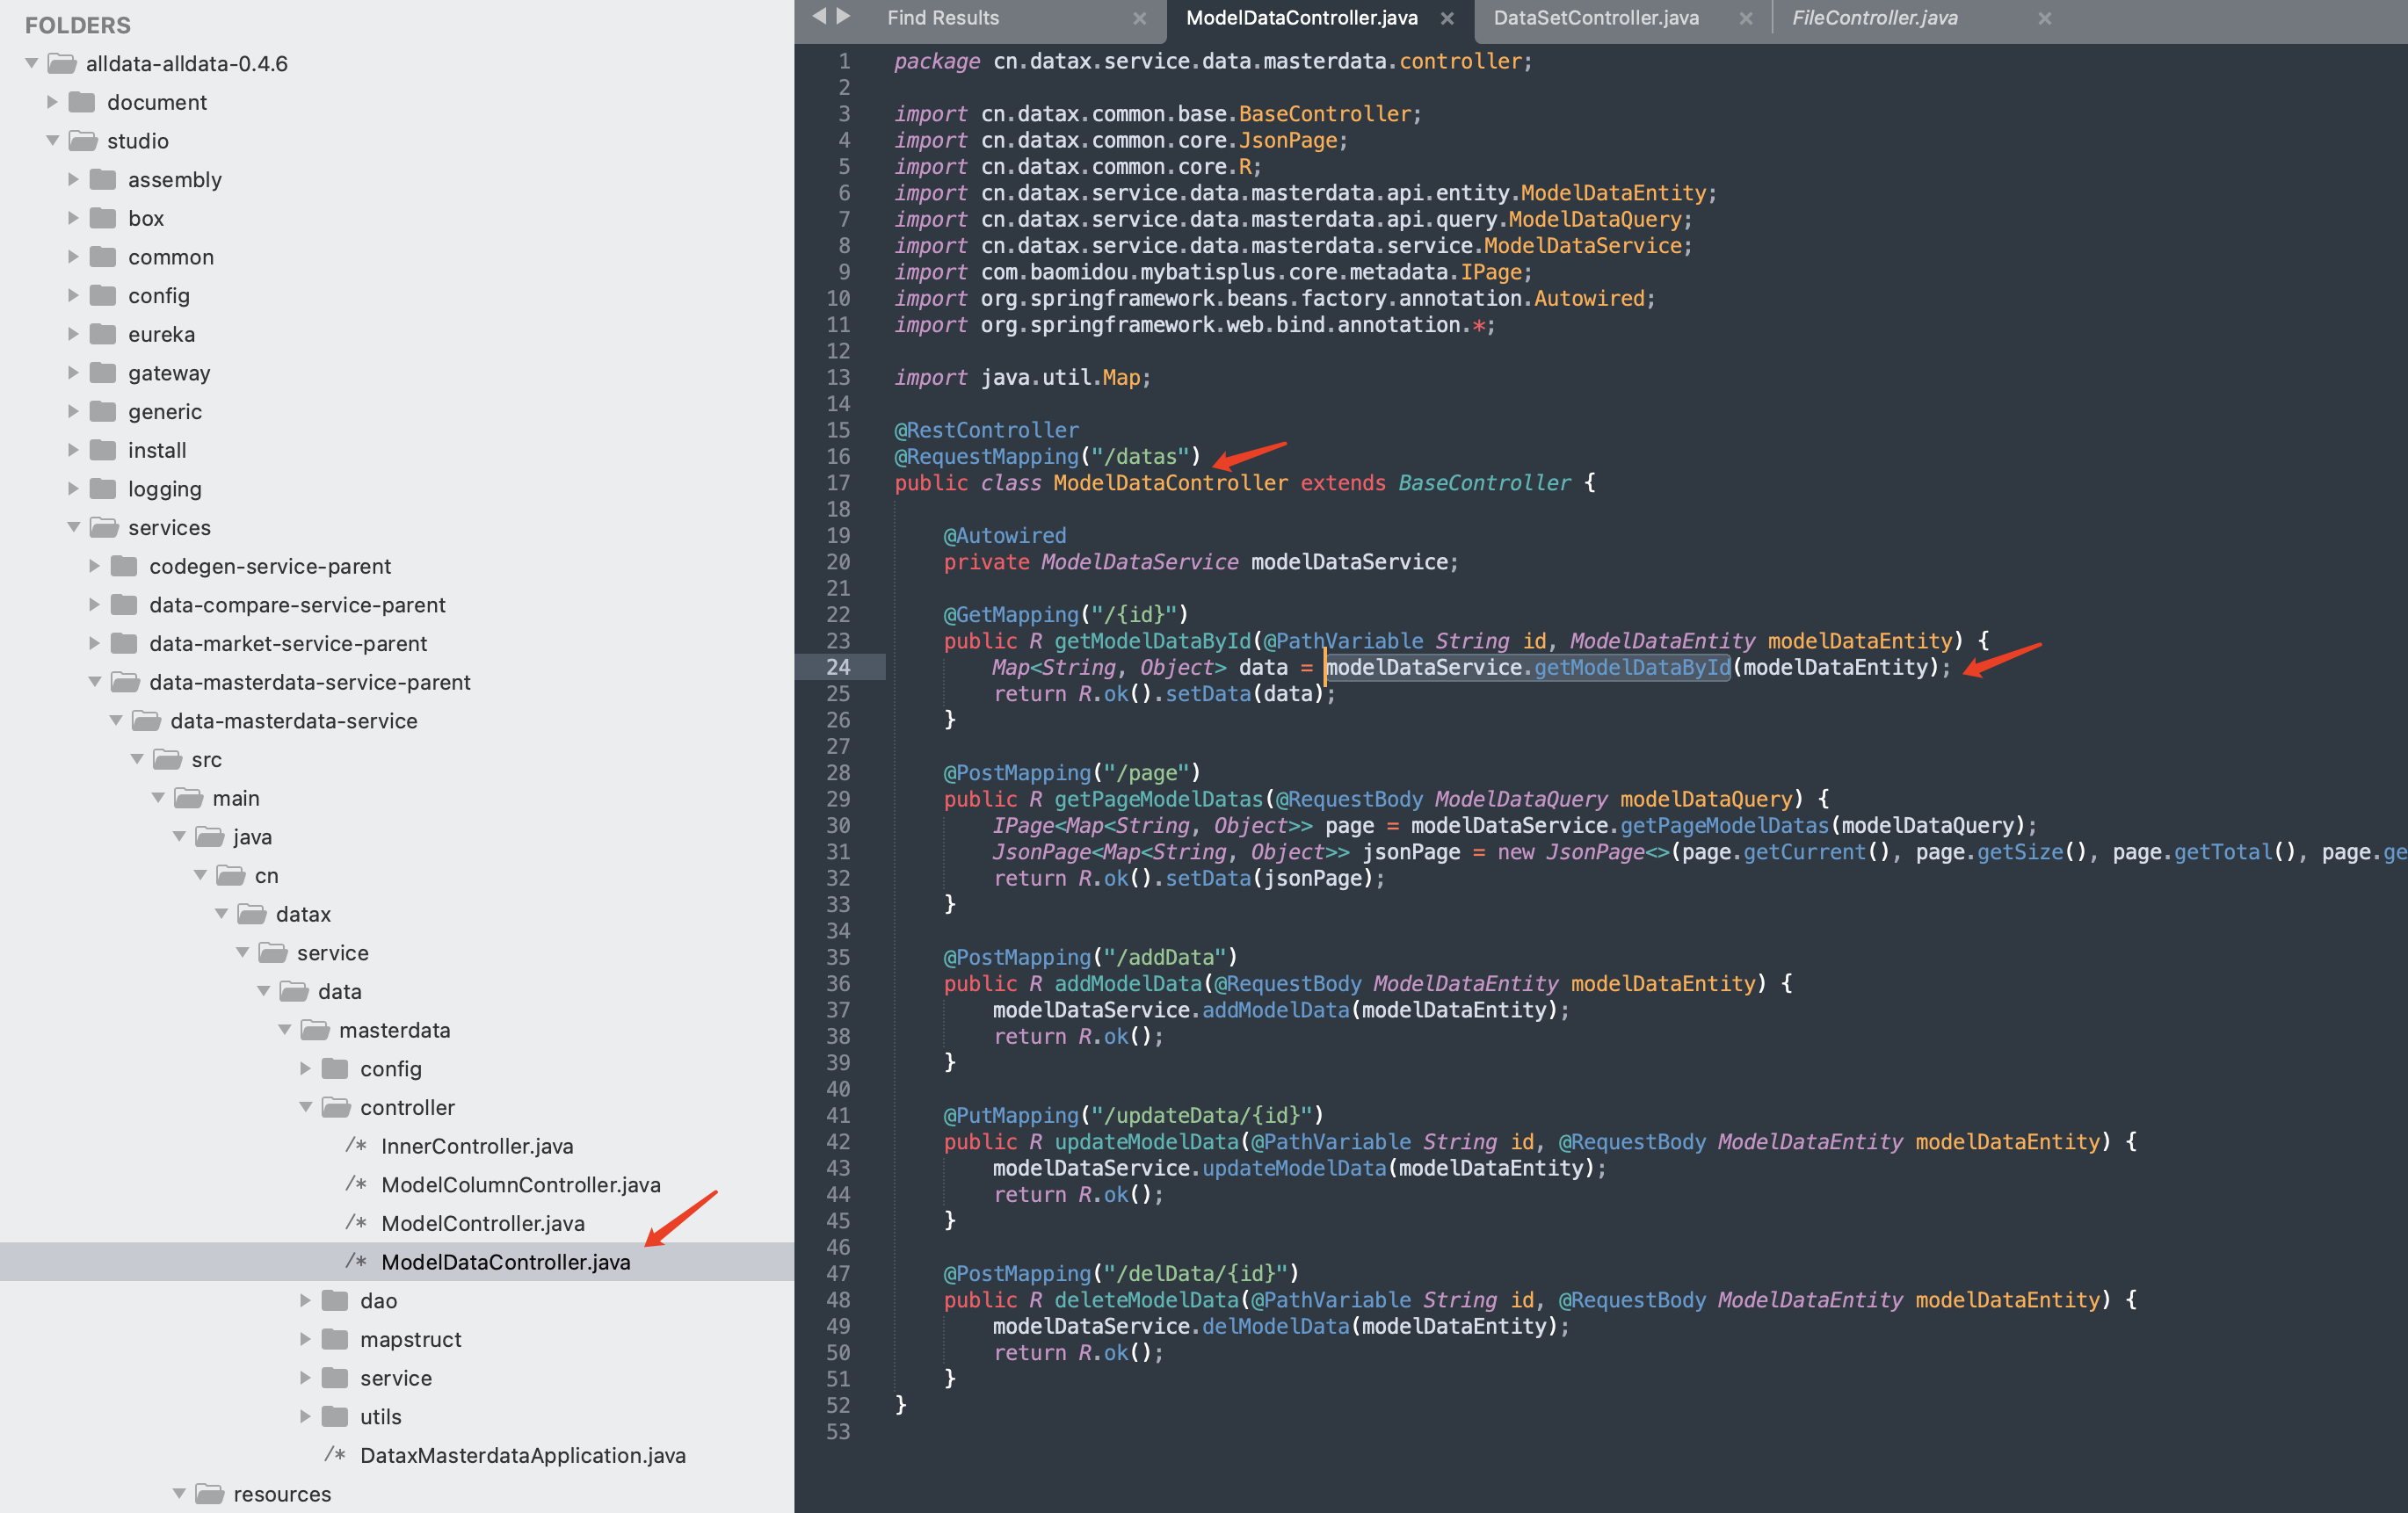 FOLDERS
alldata-alldata-0.4.6
document
studio
assembly
box
common
config
eureka
gateway
generic
install
logging
services
codegen-service-parent
data-compare-service-parent
data-market-service-parent
data-masterdata-service-parent
data-masterdata-service
src
main
java
cn
datax
service
data
masterdata
config
controller
/* InnerController.java
/* ModelColumnController.java
/* ModelController.java
/* ModelDataController.java
dao
mapstruct
service
utils
/* DataxMasterdataApplication.java
resources
Find Results × ModelDataController.java × DataSetController.java × FileController.java ×
1 package cn.datax.service.data.masterdata.controller;
2
3 import cn.datax.common.base.BaseController;
4 import cn.datax.common.core.JsonPage;
5 import cn.datax.common.core.R;
6 import cn.datax.service.data.masterdata.api.entity.ModelDataEntity;
7 import cn.datax.service.data.masterdata.api.query.ModelDataQuery;
8 import cn.datax.service.data.masterdata.service.ModelDataService;
9 import com.baomidou.mybatisplus.core.metadata.IPage;
10 import org.springframework.beans.factory.annotation.Autowired;
11 import org.springframework.web.bind.annotation.*;
12
13 import java.util.Map;
14
15 @RestController
16 @RequestMapping("/datas")
17 public class ModelDataController extends BaseController {
18
19 @Autowired
20 private ModelDataService modelDataService;
21
22 @GetMapping("/{id}")
23 public R getModelDataById(@PathVariable String id, ModelDataEntity modelDataEntity) {
24 Map<String, Object> data = modelDataService.getModelDataById(modelDataEntity);
25 return R.ok().setData(data);
26 }
27
28 @PostMapping("/page")
29 public R getPageModelDatas(@RequestBody ModelDataQuery modelDataQuery) {
30 IPage<Map<String, Object>> page = modelDataService.getPageModelDatas(modelDataQuery);
31 JsonPage<Map<String, Object>> jsonPage = new JsonPage<>(page.getCurrent(), page.getSize(), page.getTotal(), page.ge
32 return R.ok().setData(jsonPage);
33 }
34
35 @PostMapping("/addData")
36 public R addModelData(@RequestBody ModelDataEntity modelDataEntity) {
37 modelDataService.addModelData(modelDataEntity);
38 return R.ok();
39 }
40
41 @PutMapping("/updateData/{id}")
42 public R updateModelData(@PathVariable String id, @RequestBody ModelDataEntity modelDataEntity) {
43 modelDataService.updateModelData(modelDataEntity);
44 return R.ok();
45 }
46
47 @PostMapping("/delData/{id}")
48 public R deleteModelData(@PathVariable String id, @RequestBody ModelDataEntity modelDataEntity) {
49 modelDataService.delModelData(modelDataEntity);
50 return R.ok();
51 }
52 }
53